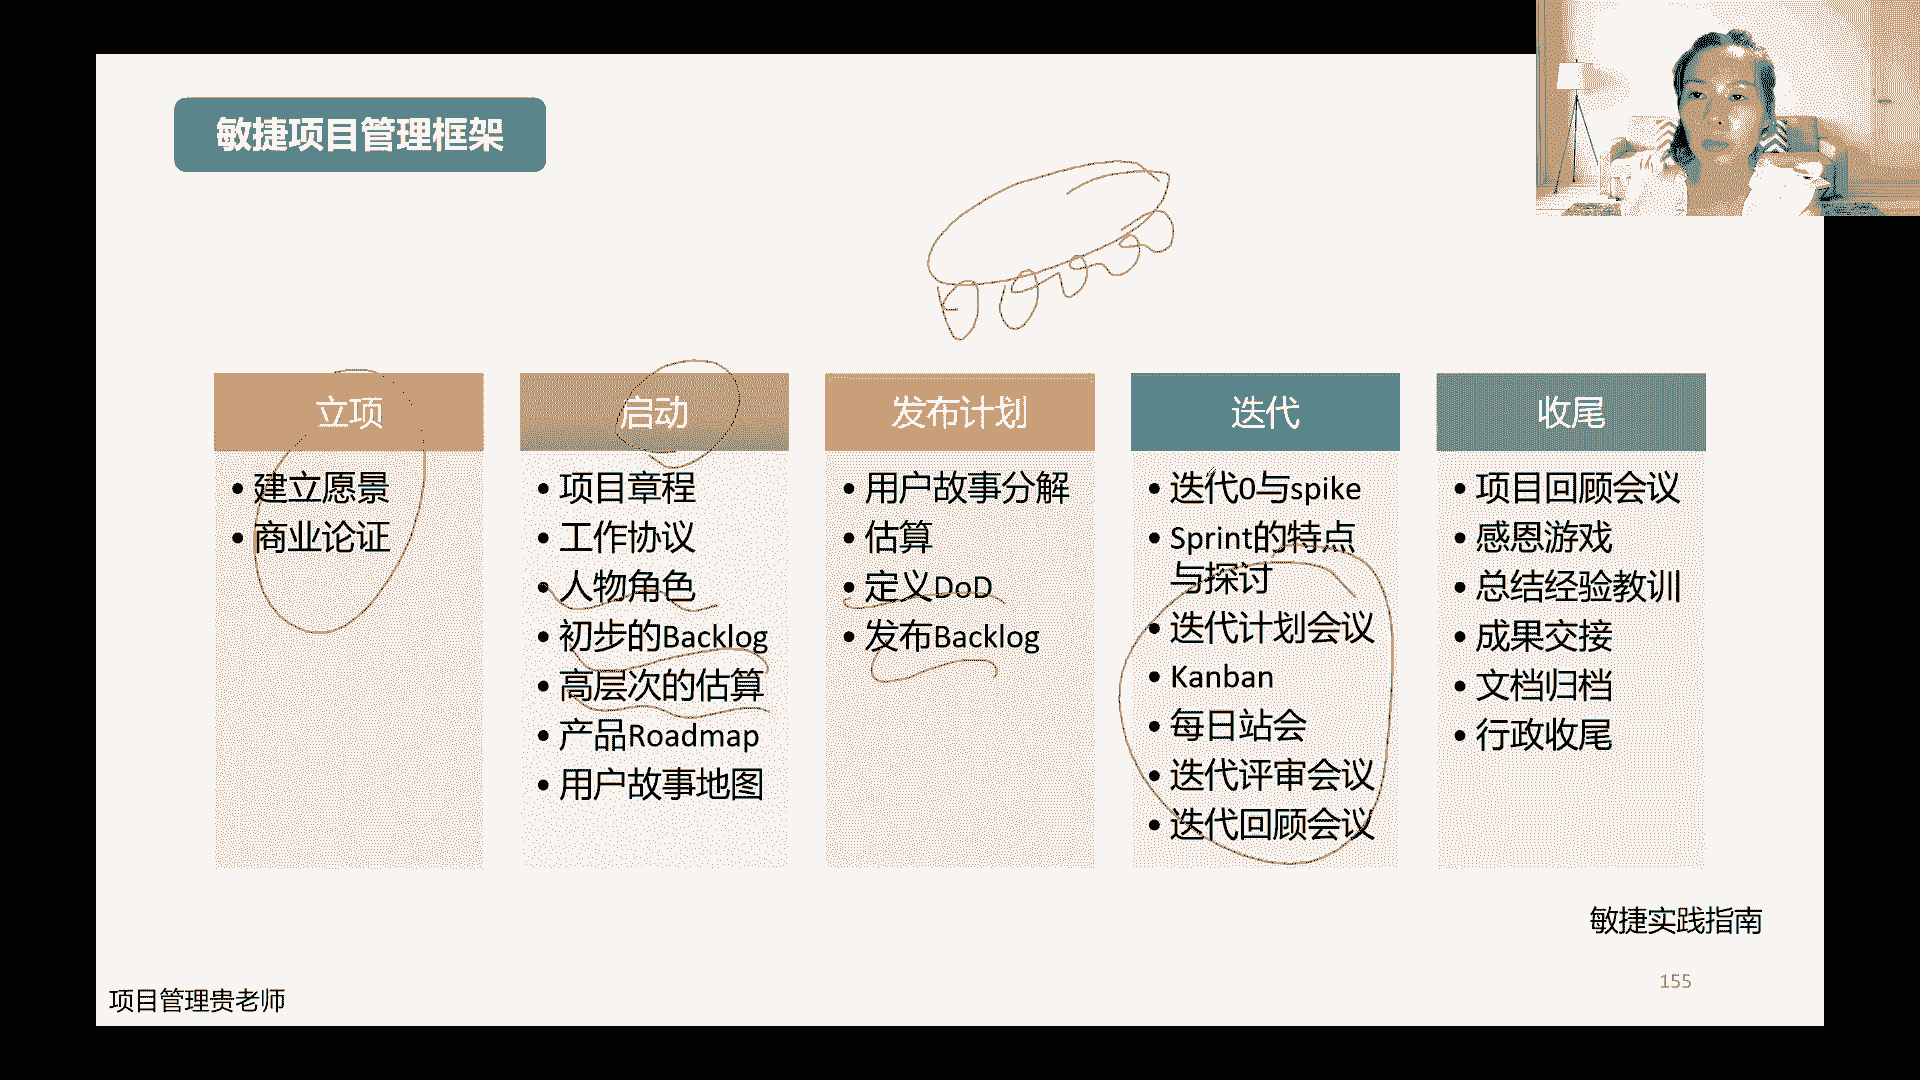 敏捷项目管理框架
立项
• 建立愿景
• 商业论证
启动
• 项目章程
• 工作协议
• 人物角色
• 初步的Backlog
• 高层次的估算
• 产品Roadmap
• 用户故事地图
发布计划
• 用户故事分解
• 估算
• 定义DoD
• 发布Backlog
迭代
• 迭代0与spike
• Sprint的特点
与探讨
• 迭代计划会议
• Kanban
• 每日站会
• 迭代评审会议
• 迭代回顾会议
收尾
• 项目回顾会议
• 感恩游戏
• 总结经验教训
• 成果交接
• 文档归档
• 行政收尾
敏捷实践指南
155
项目管理贵老师